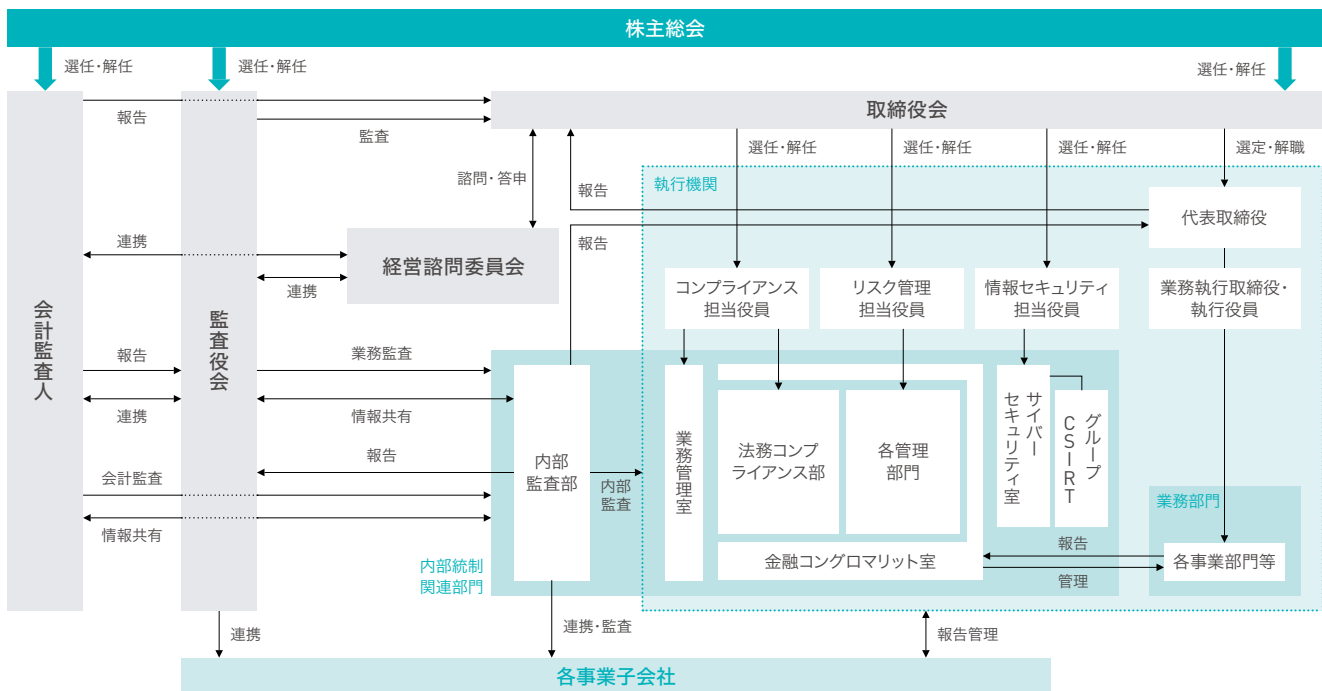 株主総会
選任・解任
選任・解任
選任・解任
取締役会
報告
監査
選任・解任
選任・解任
選任・解任
選定・解職
諮問・答申
報告
執行機関
代表取締役
連携
報告
経営諮問委員会
連携
コンプライアンス
担当役員
リスク管理
担当役員
情報セキュリティ
担当役員
業務執行取締役・
執行役員
会計監査人
監査役会
報告
業務監査
連携
情報共有
報告
会計監査
情報共有
内部
監査部
内部
監査
業務管理室
法務コンプ
ライアンス部
各管理
部門
サイバー
セキュリティ室
グループ
CSIRT
業務部門
金融コングロマリット室
報告
管理
各事業部門等
内部統制
関連部門
連携
連携・監査
報告管理
各事業子会社